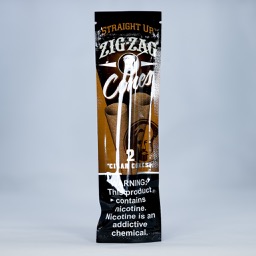 "STRAIGHT UP"
ZIG-ZAG
Cones
2
"CIGAR CONES"
WARNING:
This product
contains
nicotine.
Nicotine is an
addictive
chemical.